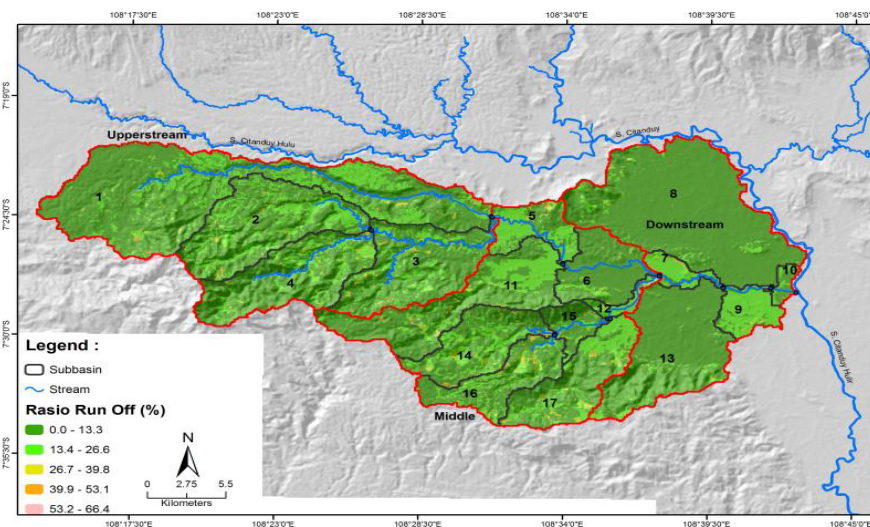 108°17'30"E 108°23'0"E 108°28'30"E 108°34'0"E 108°39'30"E 108°45'0"E
7°19'0"S
7°24'30"S
7°30'0"S
7°35'30"S
Upperstream
S. Citanduy Hulu
S. Citanduy
1
2
3
4
5
8
Downstream
7
10
11
6
9
15
12
14
13
16
17
Middle
S. Citanduy Hulir
Legend :
Subbasin
Stream
Rasio Run Off (%)
0.0 - 13.3
13.4 - 26.6
26.7 - 39.8
39.9 - 53.1
53.2 - 66.4
N
0 2.75 5.5
Kilometers
108°17'30"E 108°23'0"E 108°28'30"E 108°34'0"E 108°39'30"E 108°45'0"E